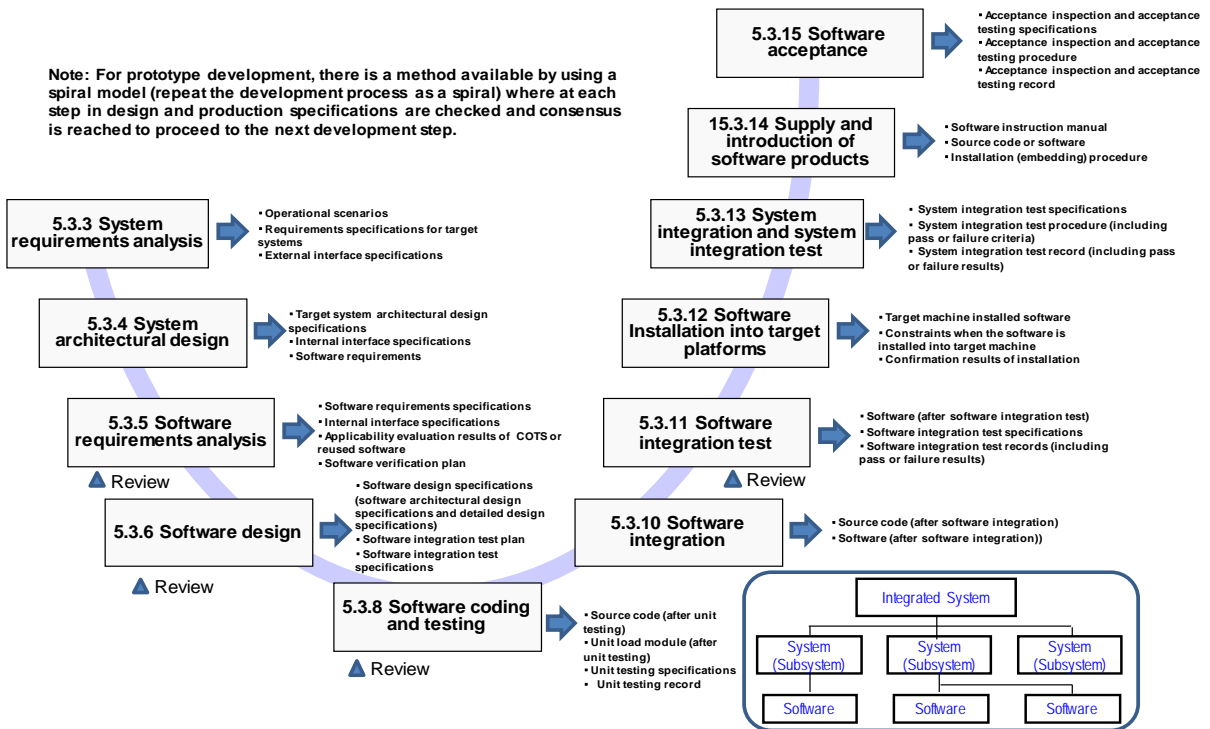 Note: For prototype development, there is a method available by using a
spiral model (repeat the development process as a spiral) where at each
step in design and production specifications are checked and consensus
is reached to proceed to the next development step.
5.3.3 System
requirements analysis
▪ Operational scenarios
▪ Requirements specifications for target
systems
▪ External interface specifications
5.3.4 System
architectural design
▪ Target system architectural design
specifications
▪ Internal interface specifications
▪ Software requirements
5.3.5 Software
requirements analysis
▪ Software requirements specifications
▪ Internal interface specifications
▪ Applicability evaluation results of COTS or
reused software
▪ Software verification plan
Review
5.3.6 Software design
▪ Software design specifications
(software architectural design
specifications and detailed design
specifications)
▪ Software integration test plan
▪ Software integration test
specifications
Review
5.3.8 Software coding
and testing
▪ Source code (after unit
testing)
▪ Unit load module (after
unit testing)
▪ Unit testing specifications
▪ Unit testing record
Review
5.3.10 Software
integration
▪ Source code (after software integration)
▪ Software (after software integration))
5.3.11 Software
integration test
▪ Software (after software integration test)
▪ Software integration test specifications
▪ Software integration test records (including
pass or failure results)
Review
5.3.12 Software
Installation into target
platforms
▪ Target machine installed software
▪ Constraints when the software is
installed into target machine
▪ Confirmation results of installation
5.3.13 System
integration and system
integration test
▪ System integration test specifications
▪ System integration test procedure (including
pass or failure criteria)
▪ System integration test record (including pass
or failure results)
15.3.14 Supply and
introduction of
software products
▪ Software instruction manual
▪ Source code or software
▪ Installation (embedding) procedure
5.3.15 Software
acceptance
▪ Acceptance inspection and acceptance
testing specifications
▪ Acceptance inspection and acceptance
testing procedure
▪ Acceptance inspection and acceptance
testing record
Integrated System
System
(Subsystem)
System
(Subsystem)
System
(Subsystem)
Software
Software
Software